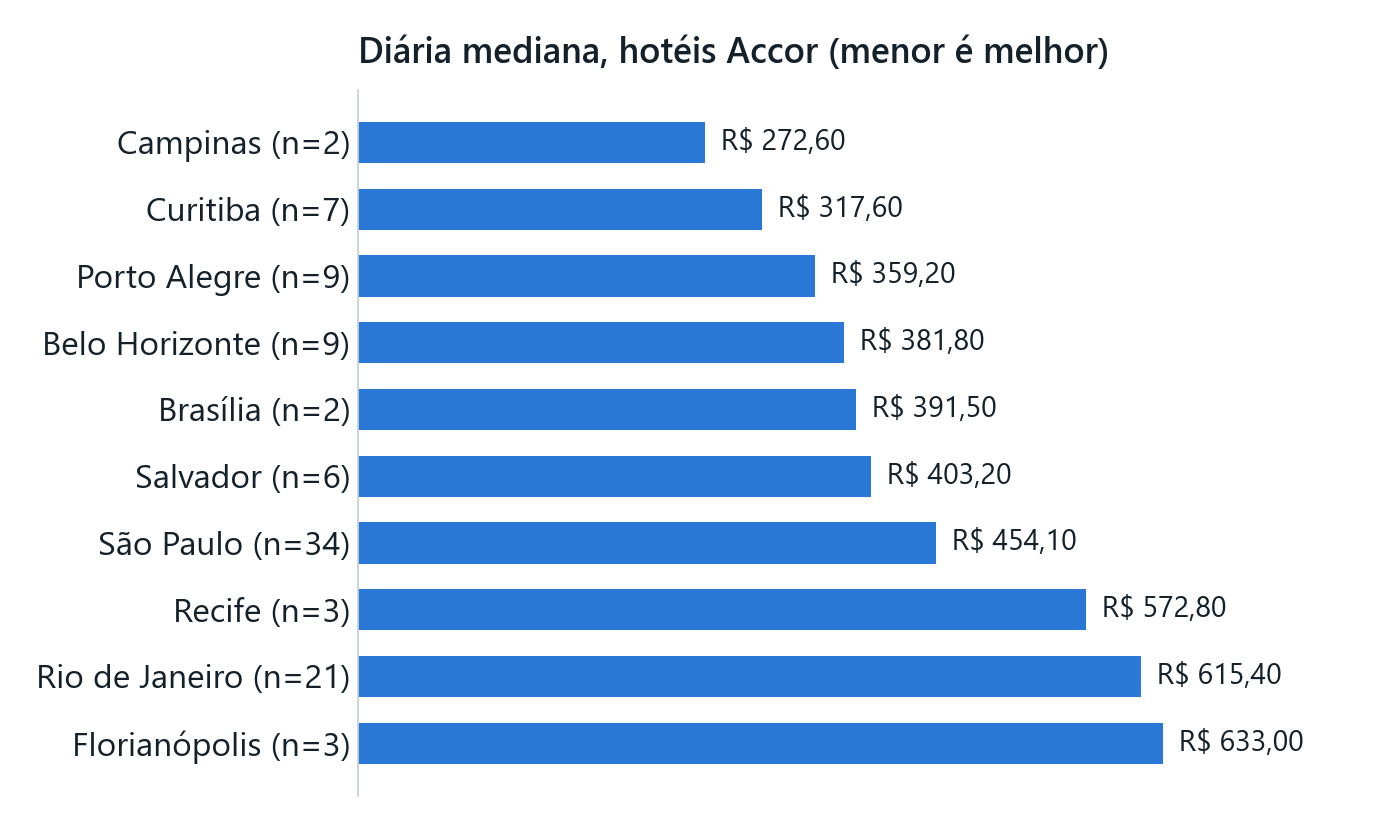 Diária mediana, hotéis Accor (menor é melhor)
Campinas (n=2) R$ 272,60
Curitiba (n=7) R$ 317,60
Porto Alegre (n=9) R$ 359,20
Belo Horizonte (n=9) R$ 381,80
Brasília (n=2) R$ 391,50
Salvador (n=6) R$ 403,20
São Paulo (n=34) R$ 454,10
Recife (n=3) R$ 572,80
Rio de Janeiro (n=21) R$ 615,40
Florianópolis (n=3) R$ 633,00